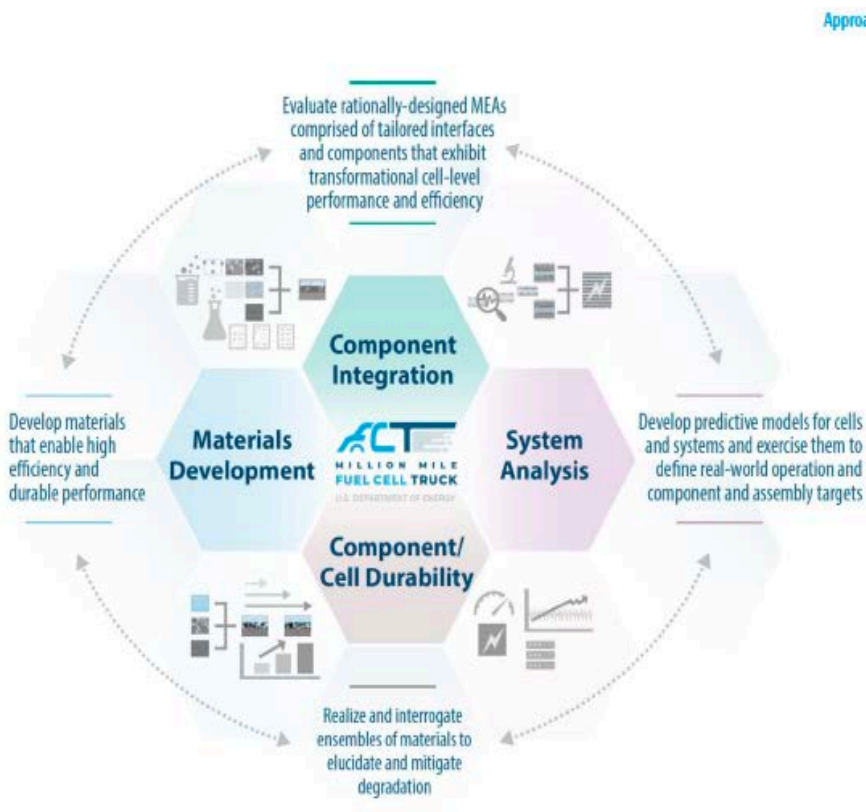 Approa
Evaluate rationally-designed MEAs
comprised of tailored interfaces
and components that exhibit
transformational cell-level
performance and efficiency
Component
Integration
Develop materials
that enable high
efficiency and
durable performance
Materials
Development
FCT
MILLION MILE
FUEL CELL TRUCK
U.S. DEPARTMENT OF ENERGY
System
Analysis
Develop predictive models for cells
and systems and exercise them to
define real-world operation and
component and assembly targets
Component/
Cell Durability
Realize and interrogate
ensembles of materials to
elucidate and mitigate
degradation